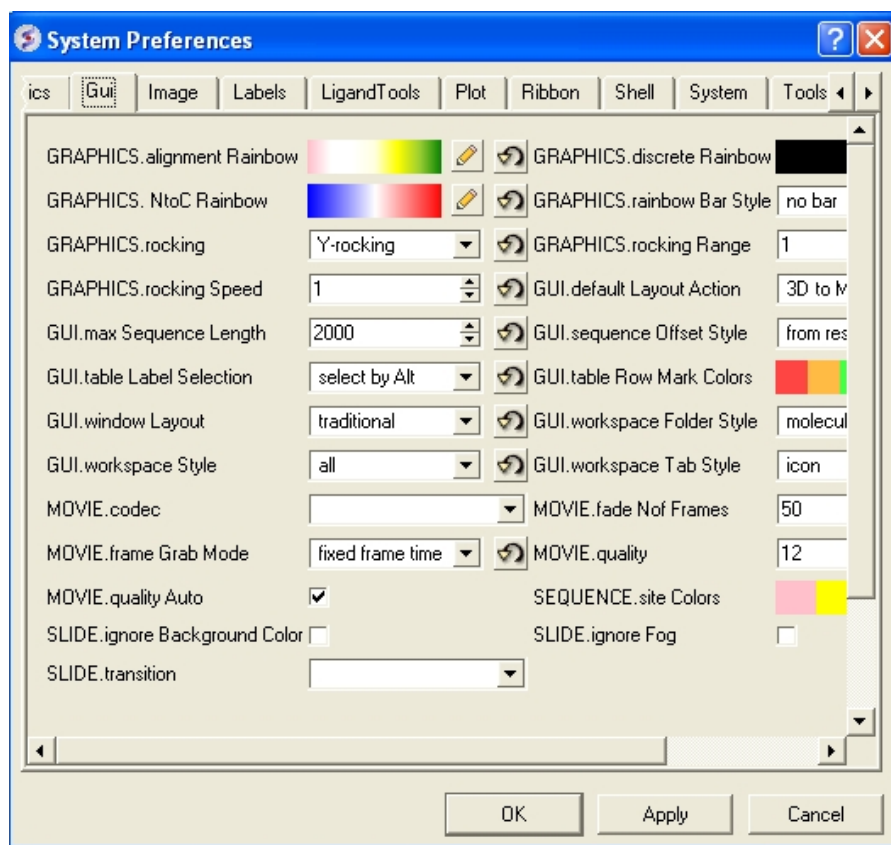 System Preferences
ics Gui Image Labels LigandTools Plot Ribbon Shell System Tools
GRAPHICS.alignment Rainbow GRAPHICS.discrete Rainbow
GRAPHICS. NtoC Rainbow GRAPHICS.rainbow Bar Style no bar
GRAPHICS.rocking Y-rocking GRAPHICS.rocking Range 1
GRAPHICS.rocking Speed 1 GUI.default Layout Action 3D to M
GUI.max Sequence Length 2000 GUI.sequence Offset Style from res
GUI.table Label Selection select by Alt GUI.table Row Mark Colors
GUI.window Layout traditional GUI.workspace Folder Style molecul
GUI.workspace Style all GUI.workspace Tab Style icon
MOVIE.codec MOVIE.fade Nof Frames 50
MOVIE.frame Grab Mode fixed frame time MOVIE.quality 12
MOVIE.quality Auto SEQUENCE.site Colors
SLIDE.ignore Background Color SLIDE.ignore Fog
SLIDE.transition
OK Apply Cancel